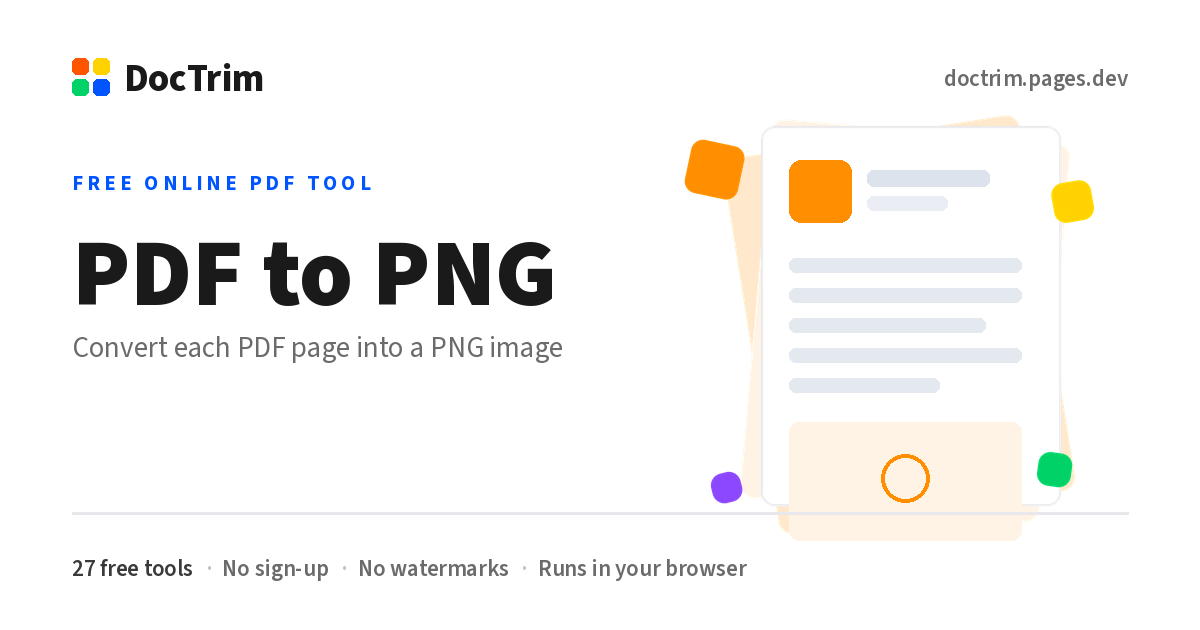 DocTrim
doctrim.pages.dev
FREE ONLINE PDF TOOL
PDF to PNG
Convert each PDF page into a PNG image
27 free tools · No sign-up · No watermarks · Runs in your browser